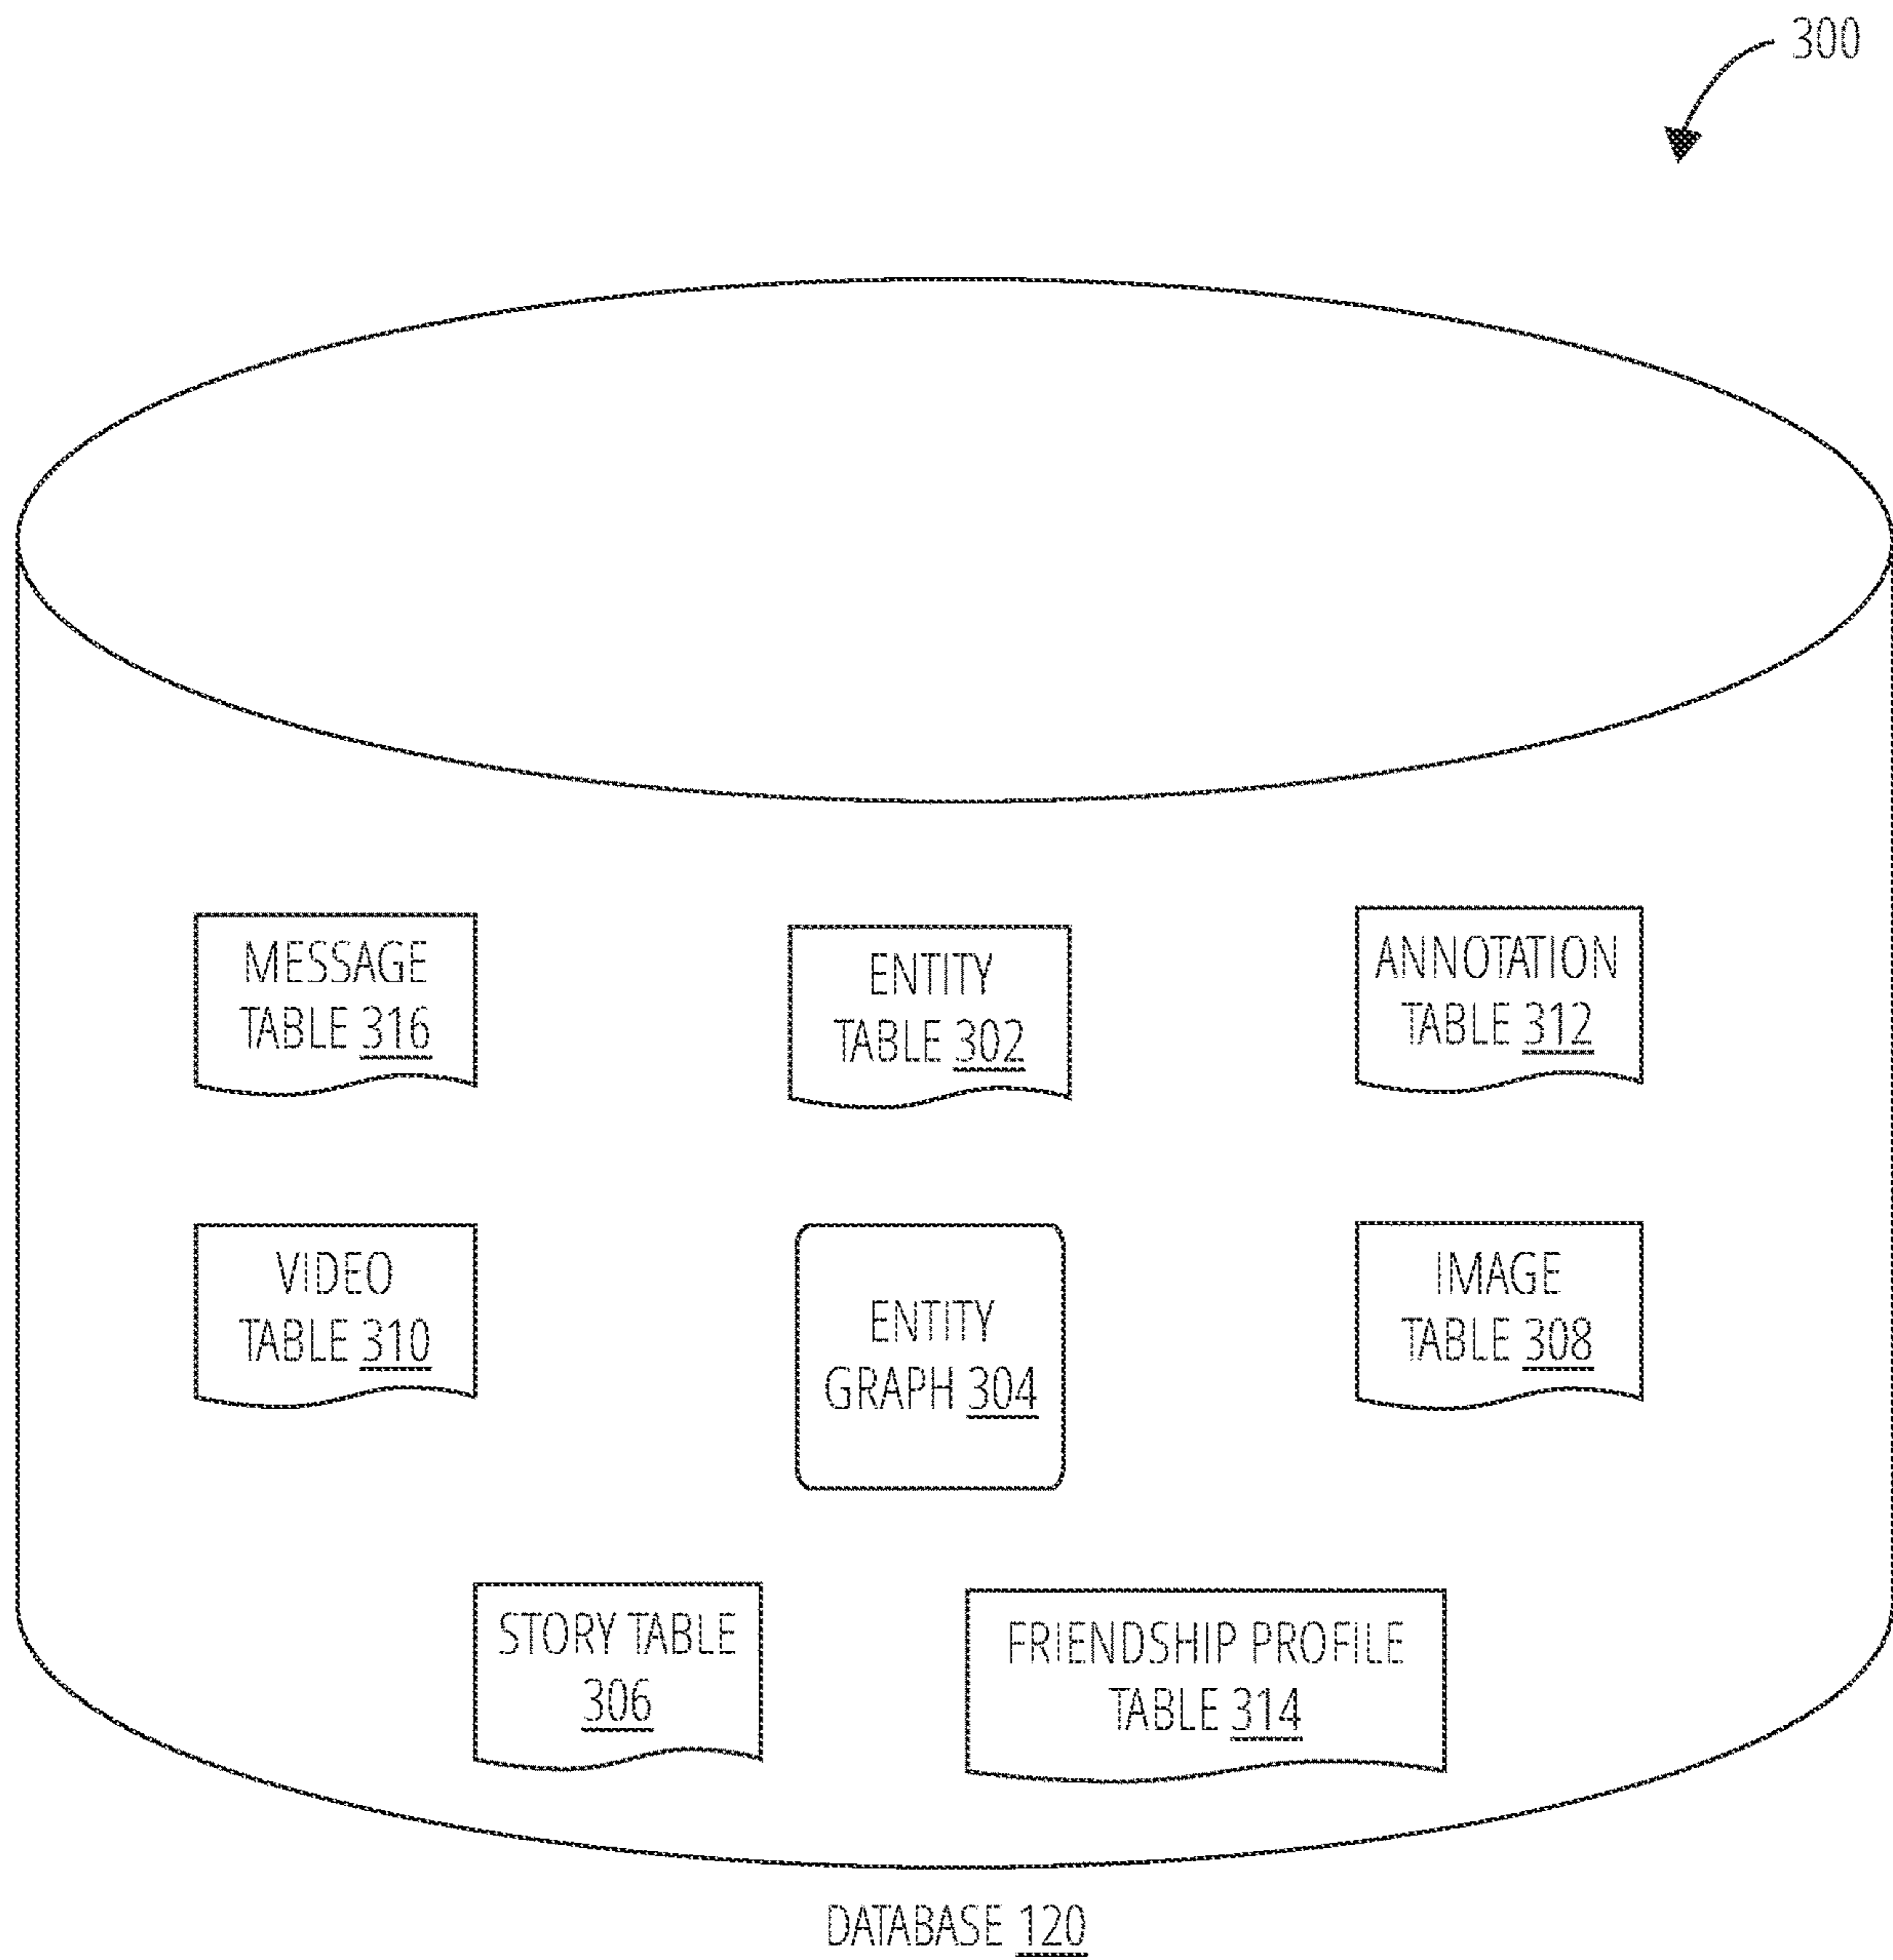 300
MESSAGE
TABLE 316
ENTITY
TABLE 302
ANNOTATION
TABLE 312
VIDEO
TABLE 310
ENTITY
GRAPH 304
IMAGE
TABLE 308
STORY TABLE
306
FRIENDSHIP PROFILE
TABLE 314
DATABASE 120